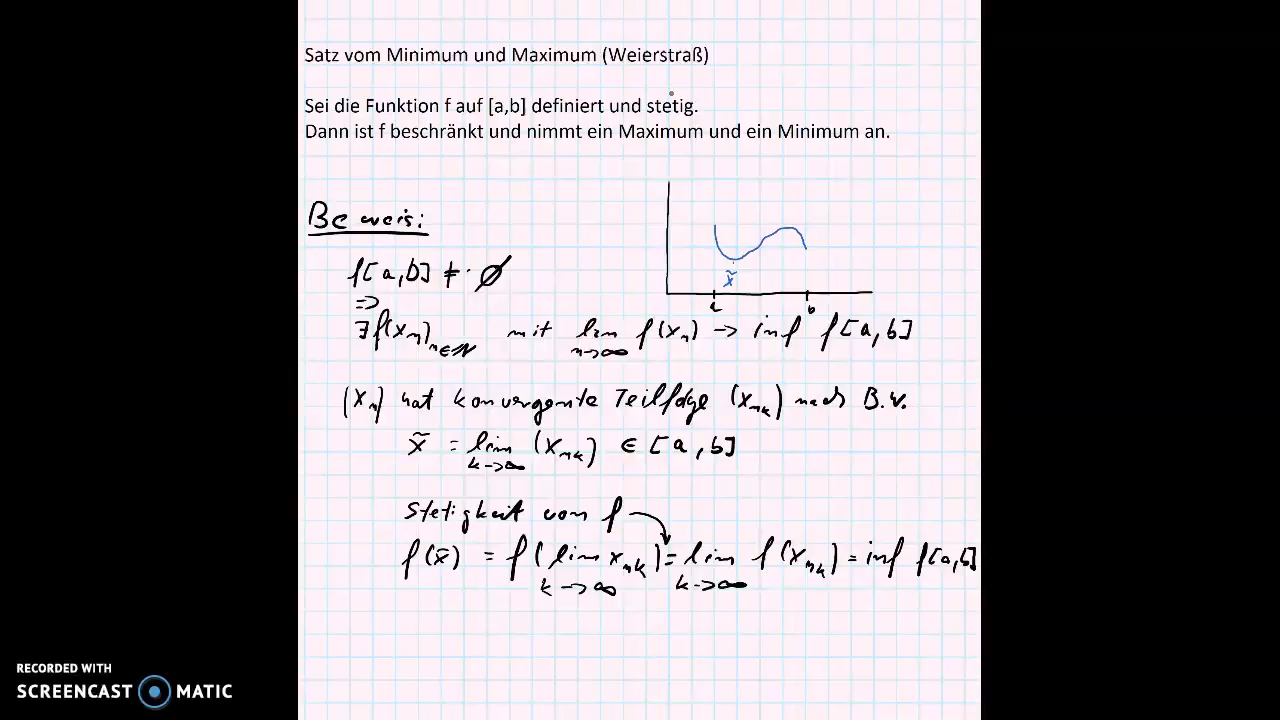 Satz vom Minimum und Maximum (Weierstraß)
Sei die Funktion f auf [a,b] definiert und stetig.
Dann ist f beschränkt und nimmt ein Maximum und ein Minimum an.
Beweis:
f[a,b] ≠ ∅
x̃
a b
⇒
∃ f(xₙ)ₙ∈ℕ mit lim n→∞ f(xₙ) → inf f[a,b]
(xₙ) hat konvergente Teilfolge (xₙₖ) nach B.W.
x̃ = lim k→∞ (xₙₖ) ∈ [a,b]
Stetigkeit von f
f(x̃) = f(lim k→∞ xₙₖ) = lim k→∞ f(xₙₖ) = inf f[a,b]
RECORDED WITH
SCREENCAST MATIC